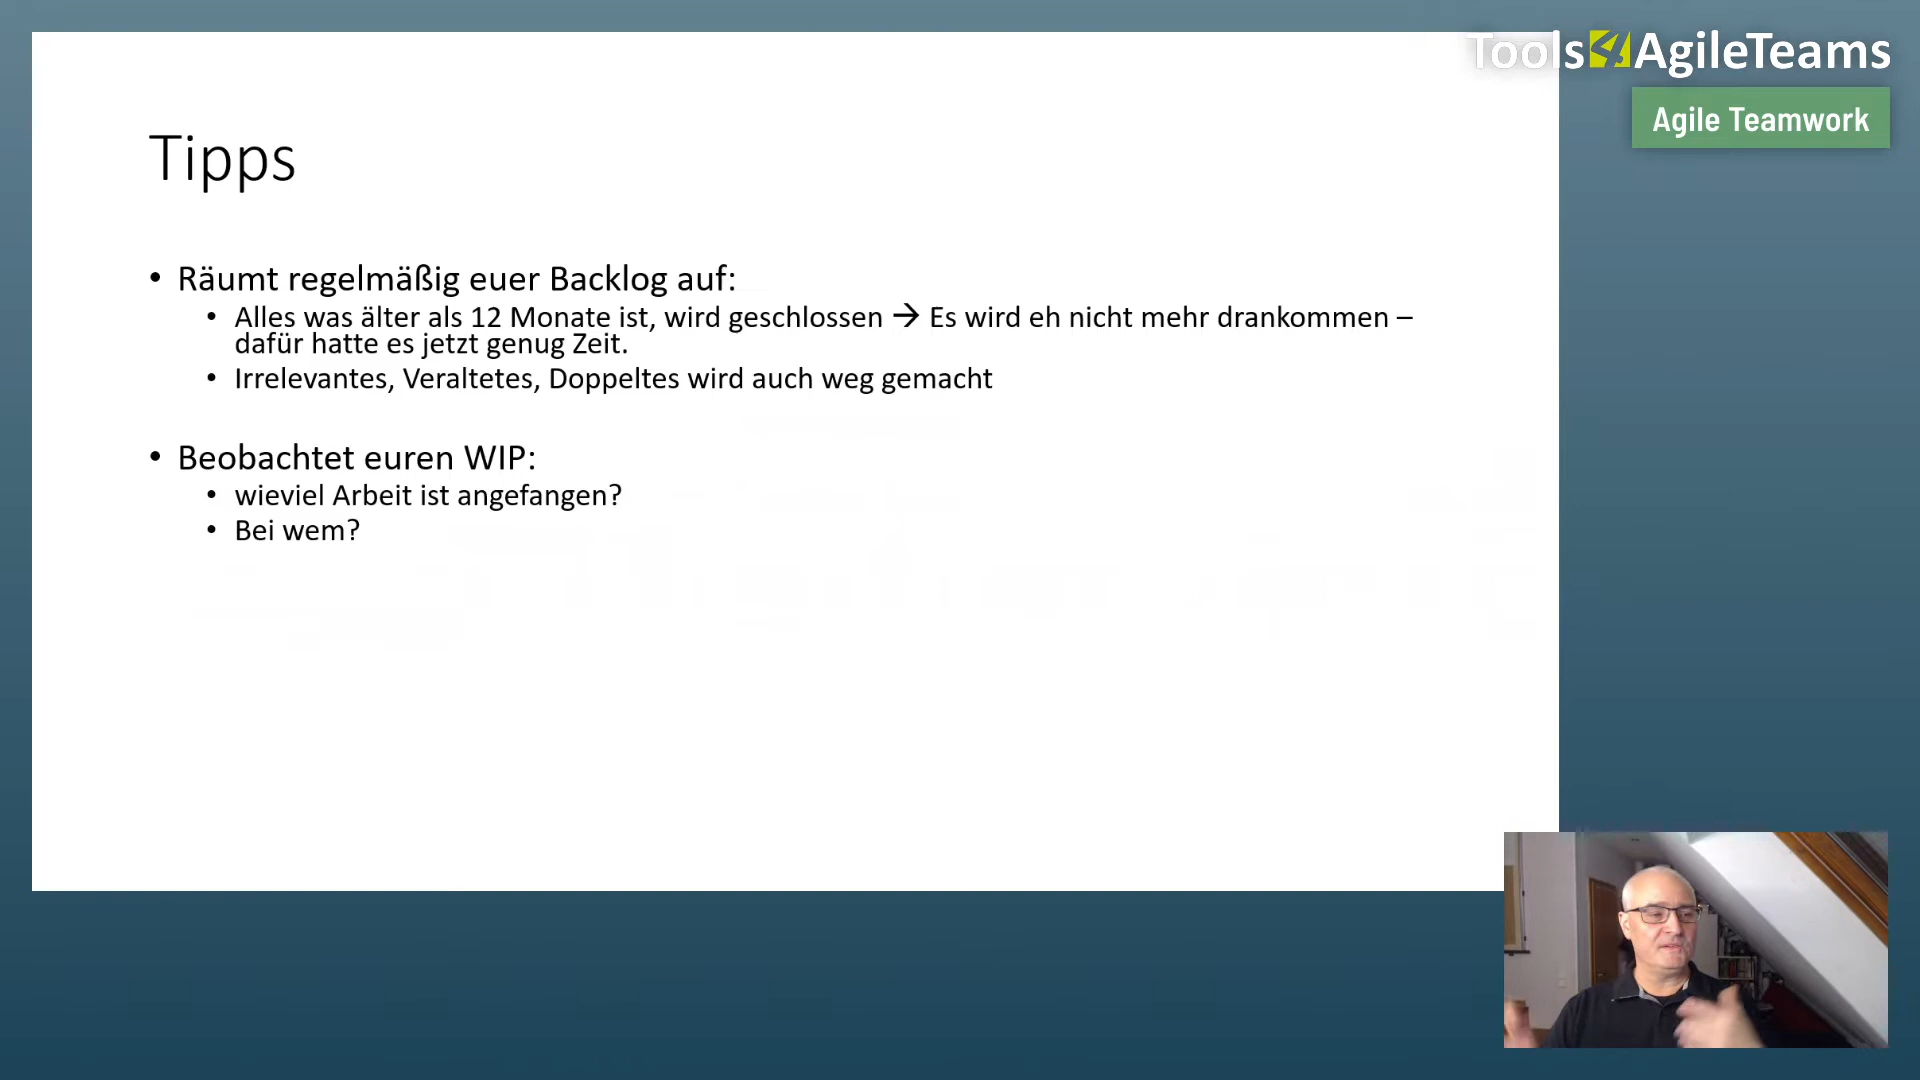 Tools4AgileTeams
Agile Teamwork
Tipps
• Räumt regelmäßig euer Backlog auf:
• Alles was älter als 12 Monate ist, wird geschlossen → Es wird eh nicht mehr drankommen –
dafür hatte es jetzt genug Zeit.
• Irrelevantes, Veraltetes, Doppeltes wird auch weg gemacht
• Beobachtet euren WIP:
• wieviel Arbeit ist angefangen?
• Bei wem?